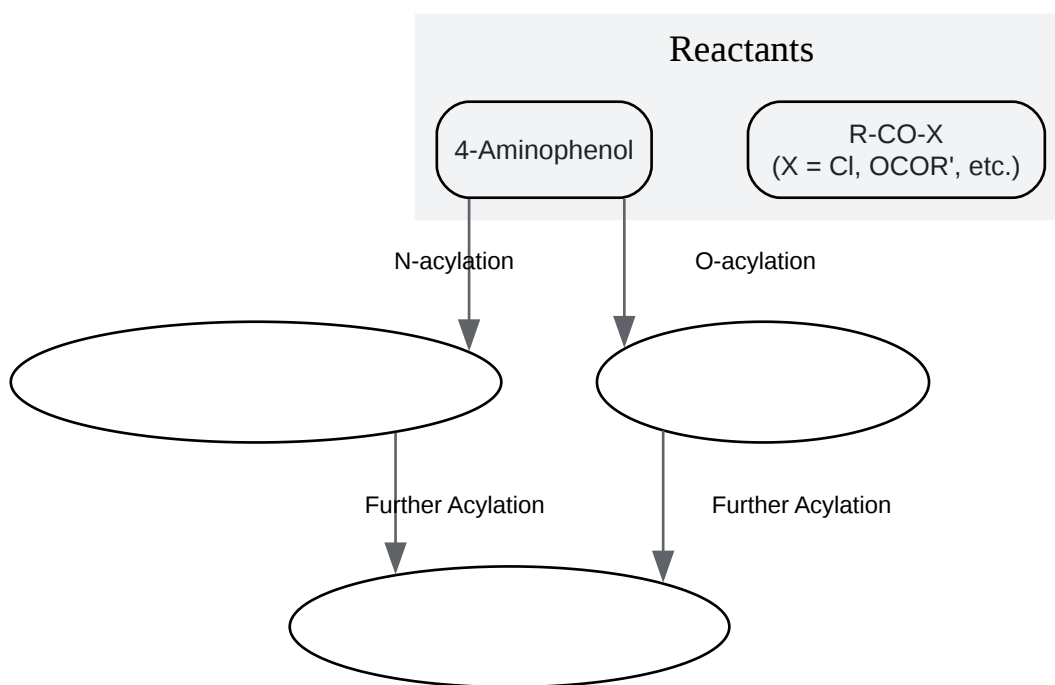 Reactants
4-Aminophenol
R-CO-X
(X = Cl, OCOR', etc.)
N-acylation
O-acylation
Further Acylation
Further Acylation